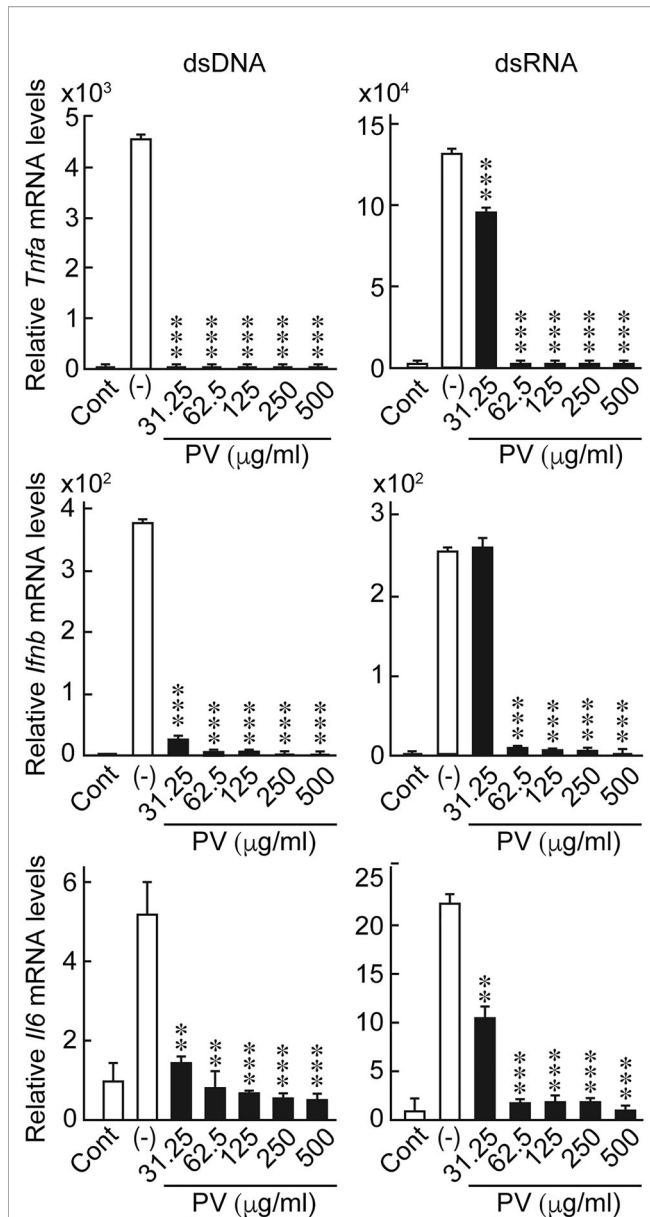 dsDNA
dsRNA
x10³
x10⁴
Relative Tnfa mRNA levels
5
4
3
2
1
0
*** *** *** *** ***
Cont (-) 31.25 62.5 125 250 500
PV (μg/ml)
15
10
5
0
*** *** *** *** ***
Cont (-) 31.25 62.5 125 250 500
PV (μg/ml)
x10²
x10²
Relative Ifnb mRNA levels
4
2
0
*** *** *** *** ***
Cont (-) 31.25 62.5 125 250 500
PV (μg/ml)
3
2
1
0
*** *** *** ***
Cont (-) 31.25 62.5 125 250 500
PV (μg/ml)
Relative Il6 mRNA levels
6
4
2
0
** ** *** *** ***
Cont (-) 31.25 62.5 125 250 500
PV (μg/ml)
25
20
15
10
5
0
** *** *** *** ***
Cont (-) 31.25 62.5 125 250 500
PV (μg/ml)